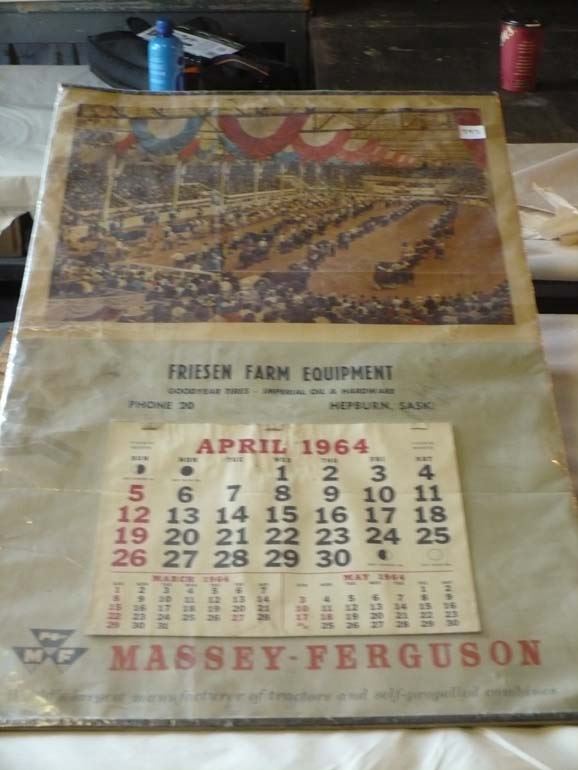 FRIESEN FARM EQUIPMENT
GOODYEAR TIRES - IMPERIAL OIL & HARDWARE
PHONE 20 HEPBURN, SASK.
APRIL 1964
SUN MON TUE WED THU FRI SAT
1 2 3 4
5 6 7 8 9 10 11
12 13 14 15 16 17 18
19 20 21 22 23 24 25
26 27 28 29 30
MARCH 1964 MAY 1964
1 2 3 4 5 6 7 1 2
8 9 10 11 12 13 14 3 4 5 6 7 8 9
15 16 17 18 19 20 21 10 11 12 13 14 15 16
22 23 24 25 26 27 28 17 18 19 20 21 22 23
29 30 31 25 26 27 28 29 30
M M F
MASSEY-FERGUSON
World's largest manufacturer of tractors and self-propelled combines